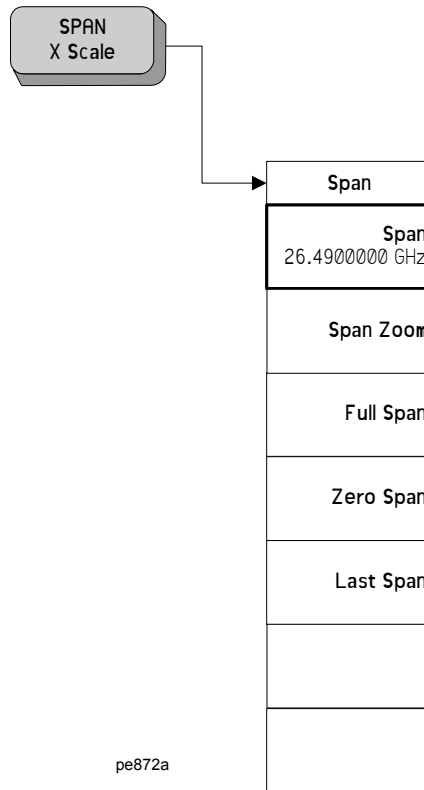 SPAN
X Scale
Span
Span
26.4900000 GHz
Span Zoom
Full Span
Zero Span
Last Span
pe872a